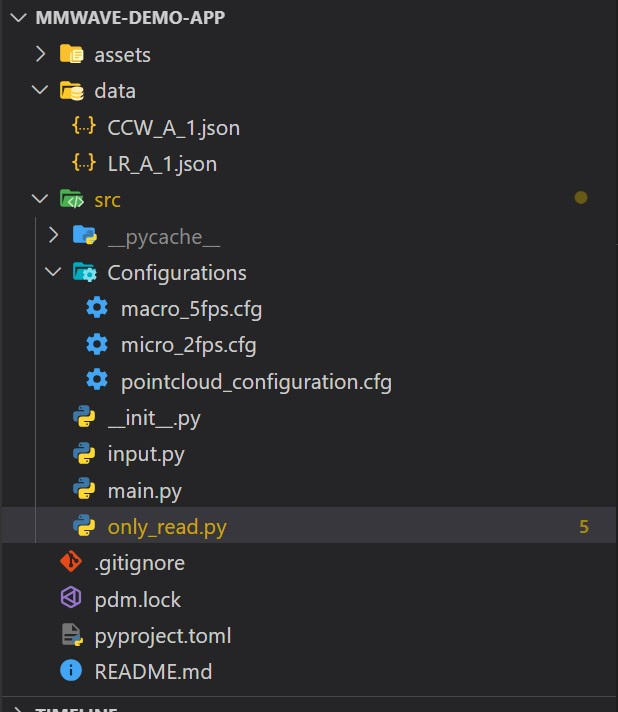 MMWAVE-DEMO-APP
assets
data
CCW_A_1.json
LR_A_1.json
src
__pycache__
Configurations
macro_5fps.cfg
micro_2fps.cfg
pointcloud_configuration.cfg
__init__.py
input.py
main.py
only_read.py 5
.gitignore
pdm.lock
pyproject.toml
README.md
TIMELINE